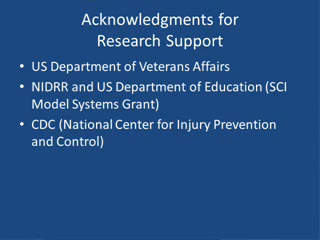 Acknowledgments for
Research Support
• US Department of Veterans Affairs
• NIDRR and US Department of Education (SCI
Model Systems Grant)
• CDC (National Center for Injury Prevention
and Control)